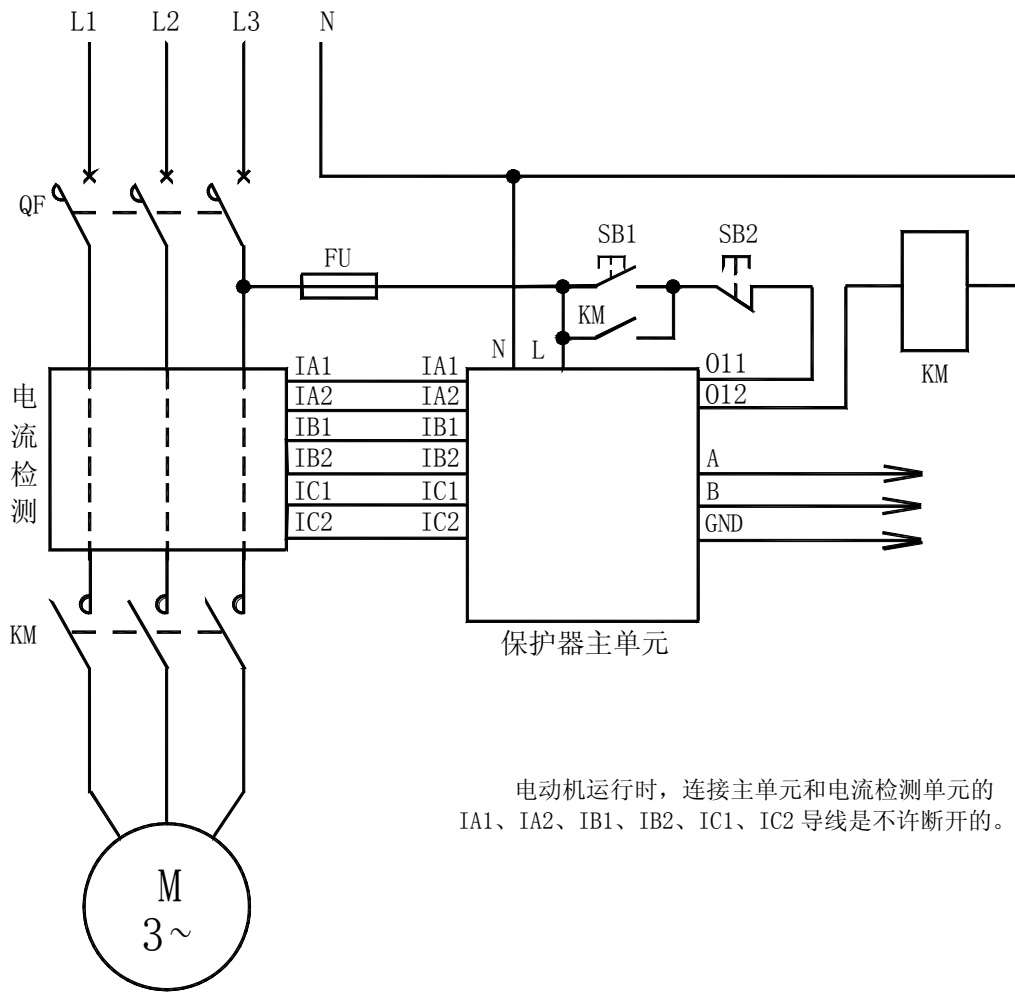 L1 L2 L3 N
QF
FU
SB1 SB2
KM
N L
KM
O11
O12
IA1 IA1
IA2 IA2
IB1 IB1
IB2 IB2
IC1 IC1
IC2 IC2
电流检测
A
B
GND
KM
保护器主单元
电动机运行时，连接主单元和电流检测单元的
IA1、IA2、IB1、IB2、IC1、IC2 导线是不许断开的。
M
3~